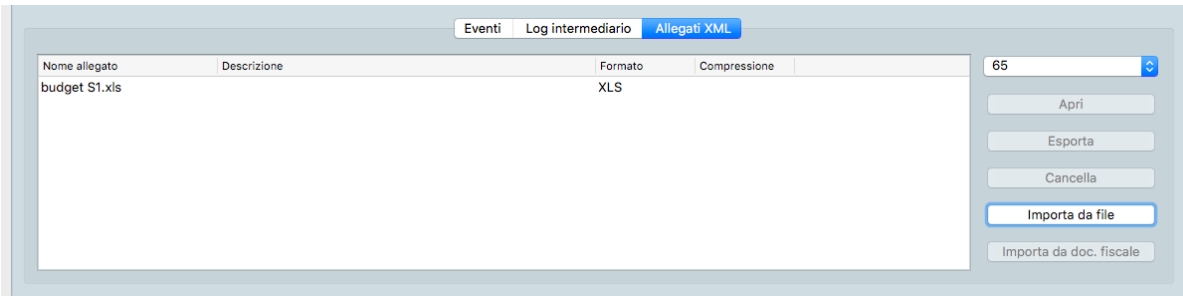 Eventi Log intermediario Allegati XML
Nome allegato Descrizione Formato Compressione
65
budget S1.xls XLS
Apri
Esporta
Cancella
Importa da file
Importa da doc. fiscale